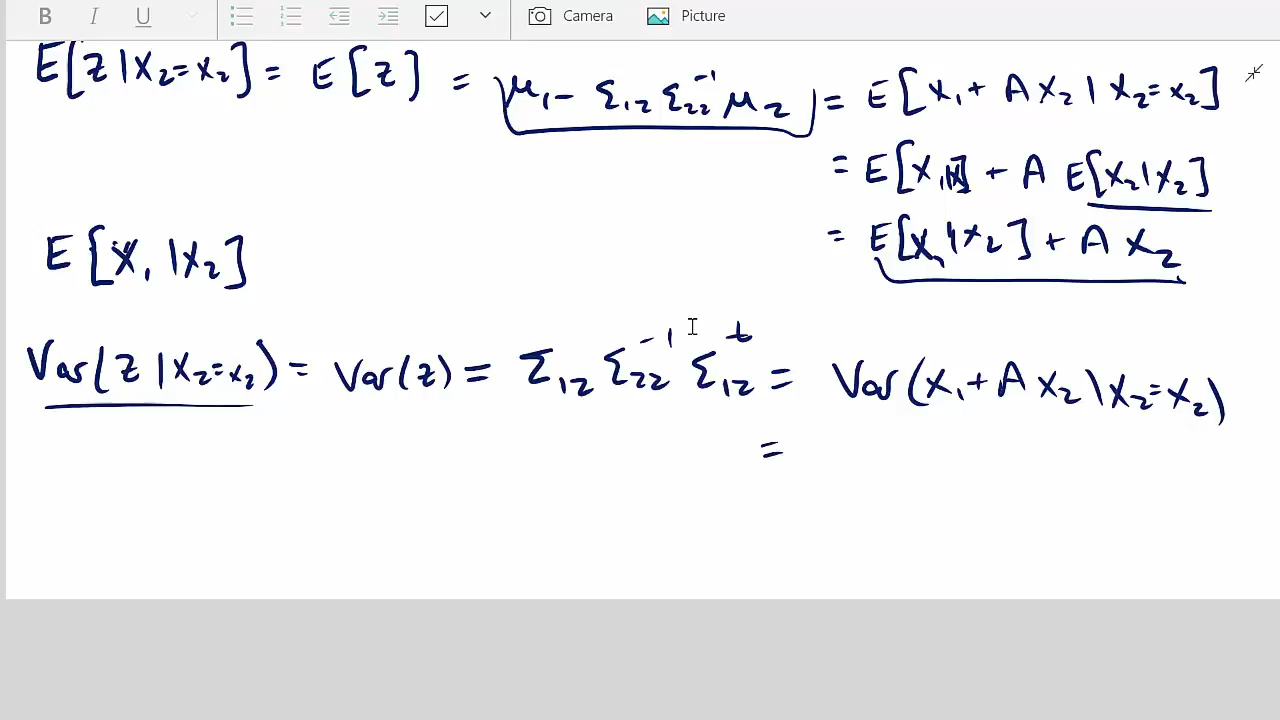 B I U Camera Picture
E[Z|X₂=x₂] = E[Z] = μ₁ - Σ₁₂ Σ₂₂⁻¹ μ₂ = E[X₁ + A X₂ | X₂=x₂]
= E[X₁ ] + A E[X₂|X₂]
= E[X₁|X₂] + A X₂
E[X₁|X₂]
Var(Z|X₂=x₂) = Var(Z) = Σ₁₂ Σ₂₂⁻¹ Σ₁₂ᵗ = Var(X₁ + A X₂ | X₂=X₂)
=